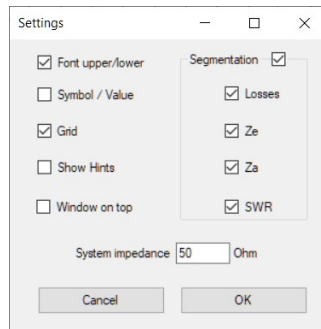 Settings
Font upper/lower
Segmentation
Symbol / Value
Losses
Grid
Ze
Show Hints
Za
Window on top
SWR
System impedance 50 Ohm
Cancel OK